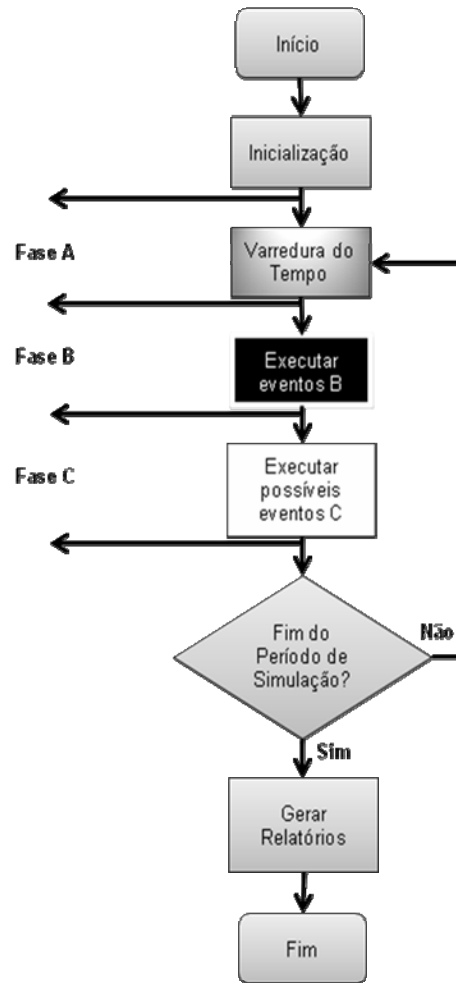 Início
Inicialização
Fase A
Varredura do
Tempo
Fase B
Executar
eventos B
Fase C
Executar
possíveis
eventos C
Fim do
Período de
Simulação?
Não
Sim
Gerar
Relatórios
Fim